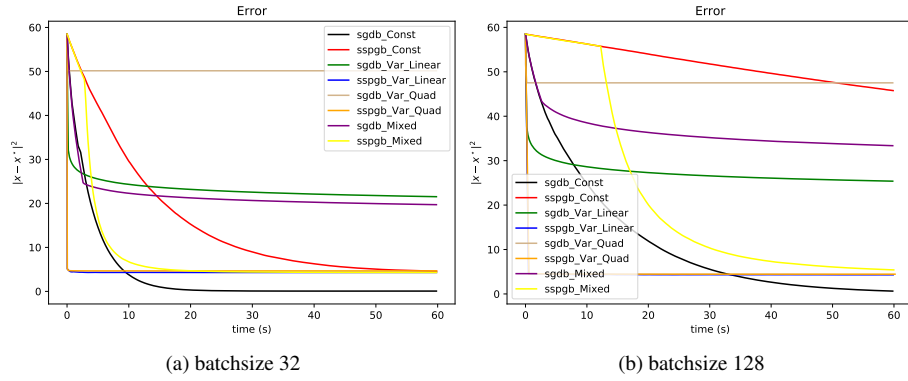 Error
60
50
40
30
20
10
0
|x − x*|²
0 10 20 30 40 50 60
time (s)
sgdb_Const
sspgb_Const
sgdb_Var_Linear
sspgb_Var_Linear
sgdb_Var_Quad
sspgb_Var_Quad
sgdb_Mixed
sspgb_Mixed
(a) batchsize 32
Error
60
50
40
30
20
10
0
|x − x*|²
0 10 20 30 40 50 60
time (s)
sgdb_Const
sspgb_Const
sgdb_Var_Linear
sspgb_Var_Linear
sgdb_Var_Quad
sspgb_Var_Quad
sgdb_Mixed
sspgb_Mixed
(b) batchsize 128